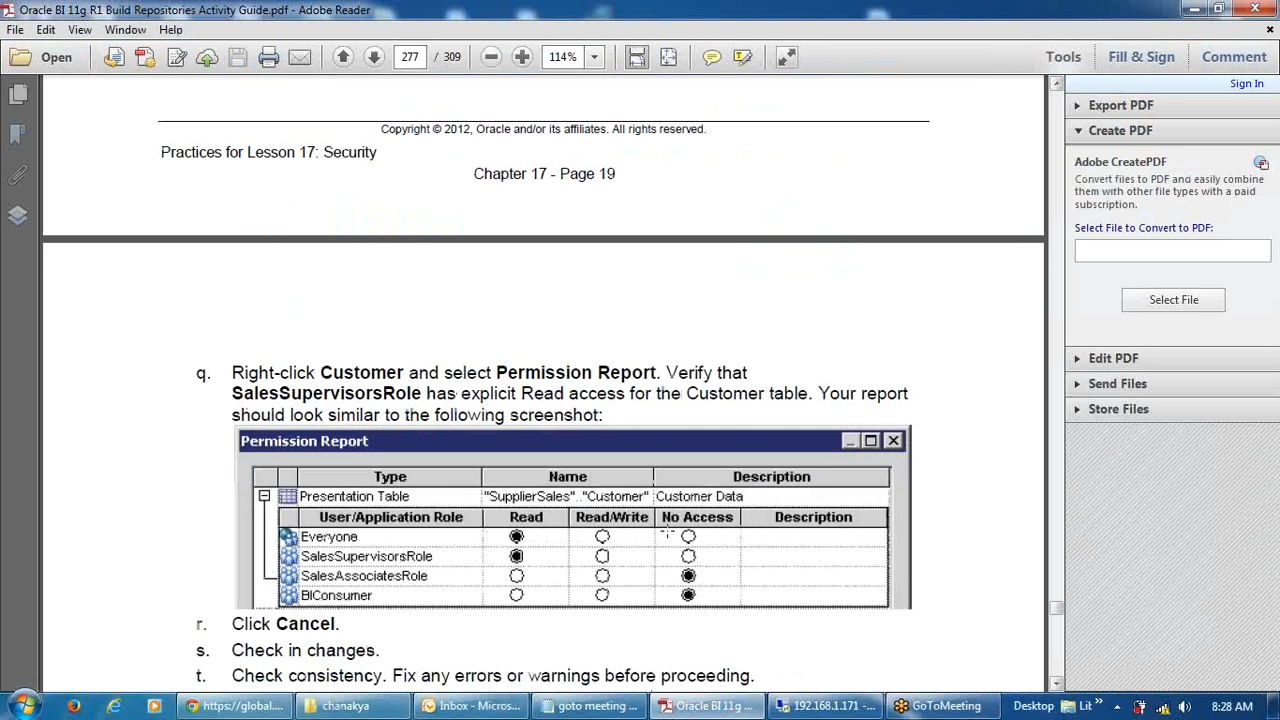 Oracle BI 11g R1 Build Repositories Activity Guide.pdf - Adobe Reader
File Edit View Window Help
Open 277 / 309 114% Tools Fill & Sign Comment
Sign In
Export PDF
Create PDF
Adobe CreatePDF
Convert files to PDF and easily combine
them with other file types with a paid
subscription.
Select File to Convert to PDF:
Select File
Edit PDF
Send Files
Store Files
Copyright © 2012, Oracle and/or its affiliates. All rights reserved.
Practices for Lesson 17: Security
Chapter 17 - Page 19
q. Right-click Customer and select Permission Report. Verify that
SalesSupervisorsRole has explicit Read access for the Customer table. Your report
should look similar to the following screenshot:
Permission Report
Type Name Description
Presentation Table "SupplierSales".."Customer" Customer Data
User/Application Role Read Read/Write No Access Description
Everyone
SalesSupervisorsRole
SalesAssociatesRole
BIConsumer
r. Click Cancel.
s. Check in changes.
t. Check consistency. Fix any errors or warnings before proceeding.
https://global.... chanakya Inbox - Micros... goto meeting ... Oracle BI 11g ... 192.168.1.171 -... GoToMeeting Desktop Lit 8:28 AM